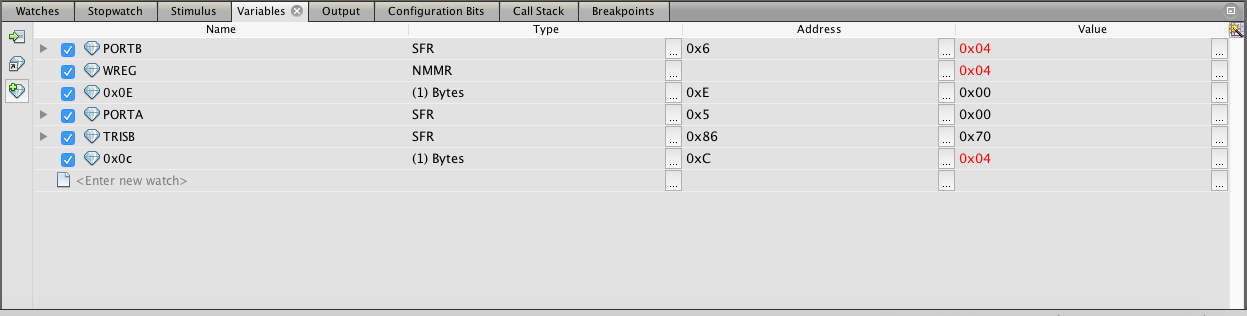 Watches Stopwatch Stimulus Variables Output Configuration Bits Call Stack Breakpoints
Name Type Address Value
PORTB SFR ... 0x6 ... 0x04 ...
WREG NMMR ... ... 0x04 ...
0x0E (1) Bytes ... 0xE ... 0x00 ...
PORTA SFR ... 0x5 ... 0x00 ...
TRISB SFR ... 0x86 ... 0x70 ...
0x0c (1) Bytes ... 0xC ... 0x04 ...
<Enter new watch> ... ... ...